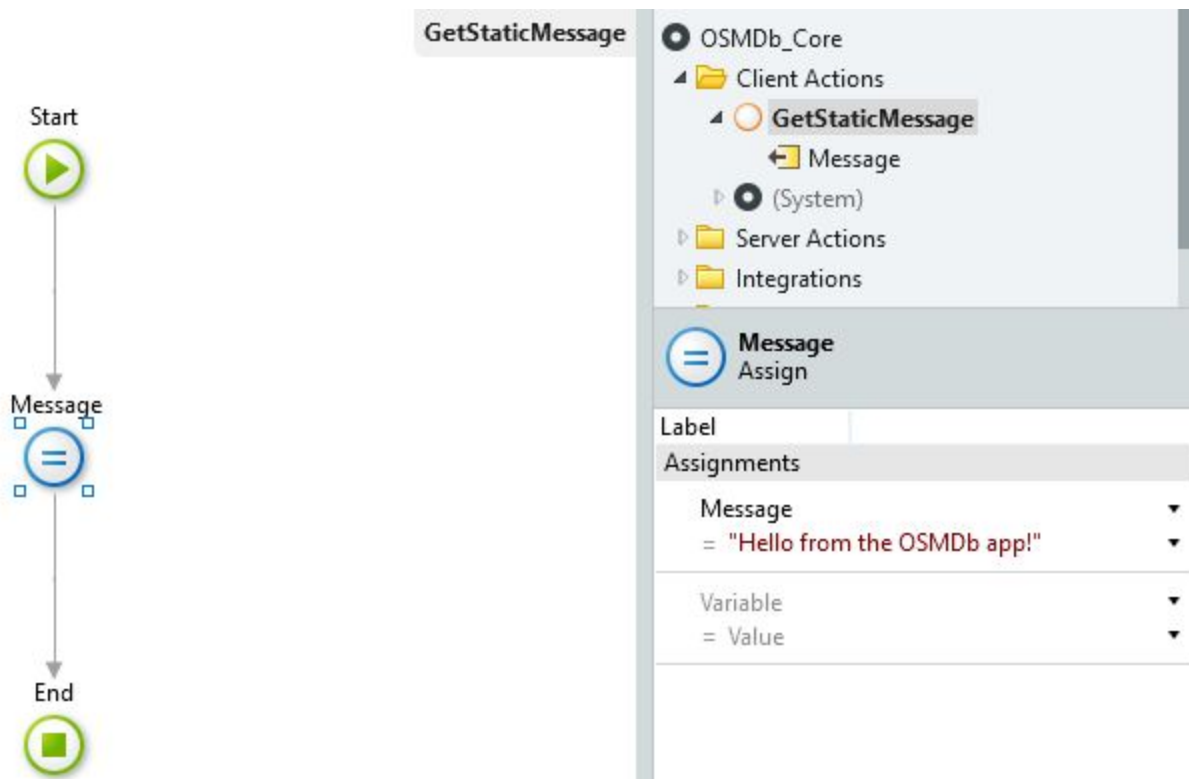 GetStaticMessage
Start
Message
End
OSMDb_Core
Client Actions
GetStaticMessage
Message
(System)
Server Actions
Integrations
Message
Assign
Label
Assignments
Message
= "Hello from the OSMDb app!"
Variable
= Value